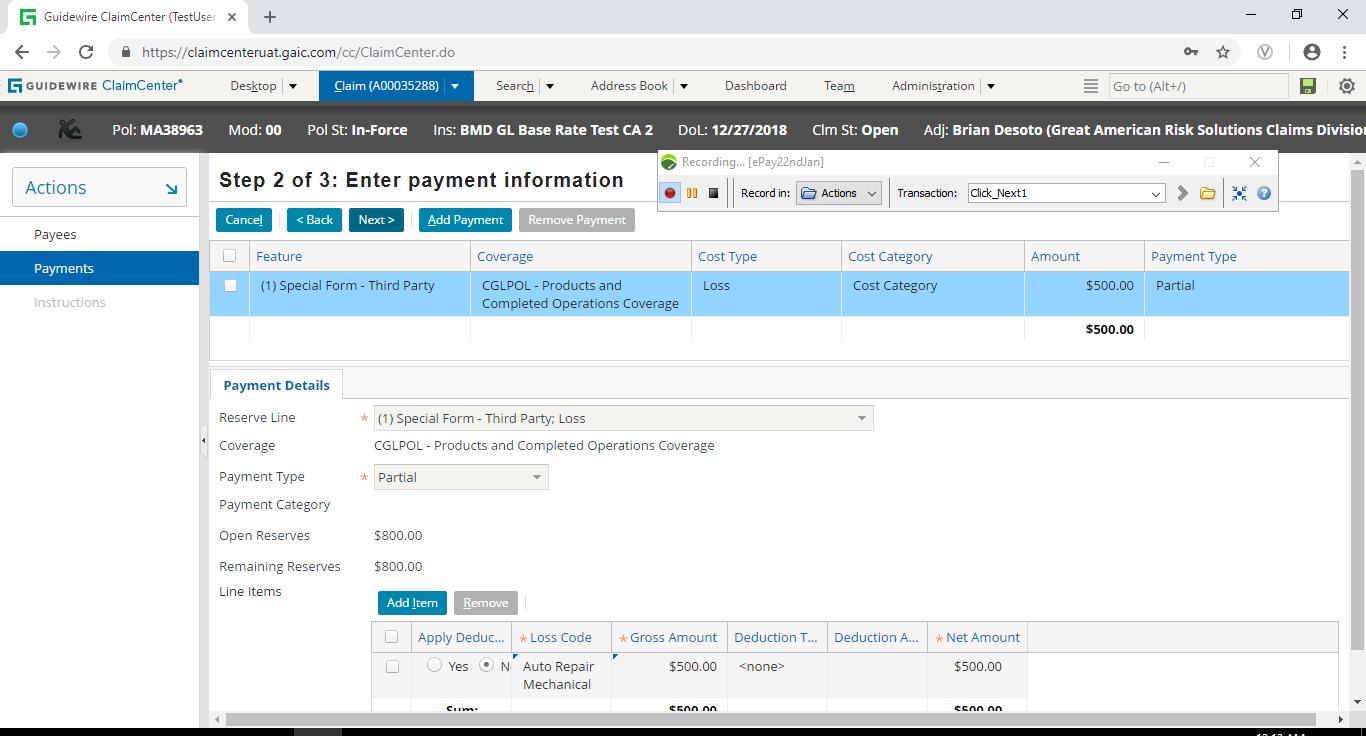 Guidewire ClaimCenter (TestUser
https://claimcenteruat.gaic.com/cc/ClaimCenter.do
GUIDEWIRE ClaimCenter® Desktop Claim (A00035288) Search Address Book Dashboard Team Administration Go to (Alt+/)
Pol: MA38963 Mod: 00 Pol St: In-Force Ins: BMD GL Base Rate Test CA 2 DoL: 12/27/2018 Clm St: Open Adj: Brian Desoto (Great American Risk Solutions Claims Divisio
Recording... [ePay22ndJan]
Record in: Actions Transaction: Click_Next1
Actions
Payees
Payments
Instructions
Step 2 of 3: Enter payment information
Cancel < Back Next > Add Payment Remove Payment
Feature Coverage Cost Type Cost Category Amount Payment Type
(1) Special Form - Third Party CGLPOL - Products and Loss Cost Category $500.00 Partial
Completed Operations Coverage
$500.00
Payment Details
Reserve Line * (1) Special Form - Third Party; Loss
Coverage CGLPOL - Products and Completed Operations Coverage
Payment Type * Partial
Payment Category
Open Reserves $800.00
Remaining Reserves $800.00
Line Items
Add Item Remove
Apply Deduc... * Loss Code * Gross Amount Deduction T... Deduction A... * Net Amount
Yes N Auto Repair $500.00 <none> $500.00
Mechanical
Sum: $500.00 $500.00
12:12 AM